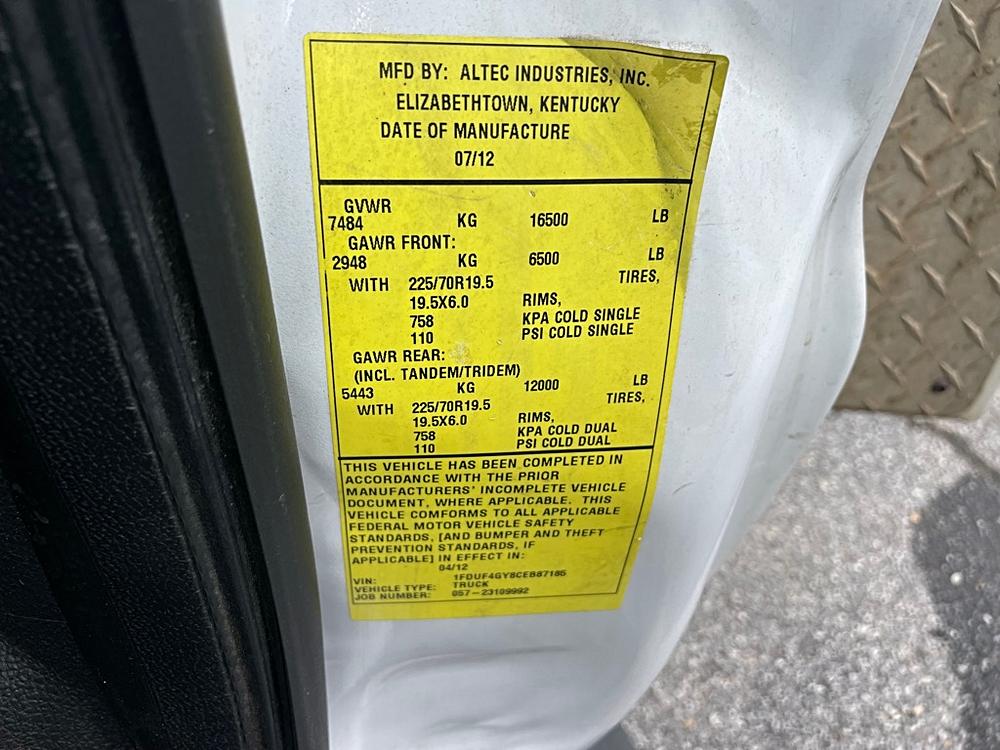 MFD BY: ALTEC INDUSTRIES, INC.
ELIZABETHTOWN, KENTUCKY
DATE OF MANUFACTURE
07/12
GVWR
7484 KG 16500 LB
GAWR FRONT:
2948 KG 6500 LB
WITH 225/70R19.5 TIRES,
19.5X6.0 RIMS,
758 KPA COLD SINGLE
110 PSI COLD SINGLE
GAWR REAR:
(INCL. TANDEM/TRIDEM)
5443 KG 12000 LB
WITH 225/70R19.5 TIRES,
19.5X6.0 RIMS,
758 KPA COLD DUAL
110 PSI COLD DUAL
THIS VEHICLE HAS BEEN COMPLETED IN
ACCORDANCE WITH THE PRIOR
MANUFACTURERS' INCOMPLETE VEHICLE
DOCUMENT, WHERE APPLICABLE. THIS
VEHICLE COMFORMS TO ALL APPLICABLE
FEDERAL MOTOR VEHICLE SAFETY
STANDARDS, [AND BUMPER AND THEFT
PREVENTION STANDARDS, IF
APPLICABLE] IN EFFECT IN:
04/12
VIN: 1FDUF4GY8CEB87185
VEHICLE TYPE: TRUCK
JOB NUMBER: 057-23109992